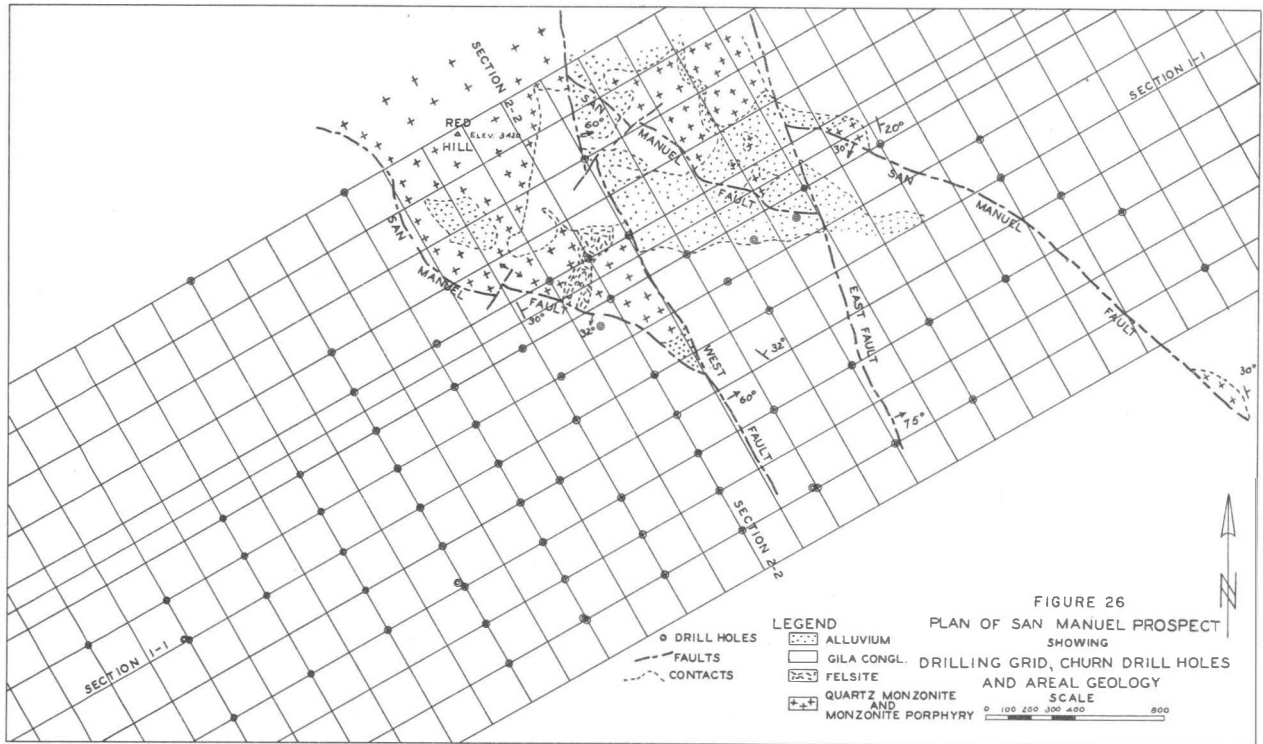 SECTION 2-2
SECTION 1-1
RED
HILL
ELEV. 3420
SAN
MANUEL
FAULT
60°
20°
30°
SAN
MANUEL
FAULT
SAN
MANUEL
FAULT
30°
32°
32°
WEST
FAULT
60°
EAST FAULT
75°
30°
SECTION 2-2
SECTION 1-1
N
LEGEND
DRILL HOLES
FAULTS
CONTACTS
ALLUVIUM
GILA CONGL.
FELSITE
QUARTZ MONZONITE
AND
MONZONITE PORPHYRY
FIGURE 26
PLAN OF SAN MANUEL PROSPECT
SHOWING
DRILLING GRID, CHURN DRILL HOLES
AND AREAL GEOLOGY
SCALE
0 100 200 300 400 800